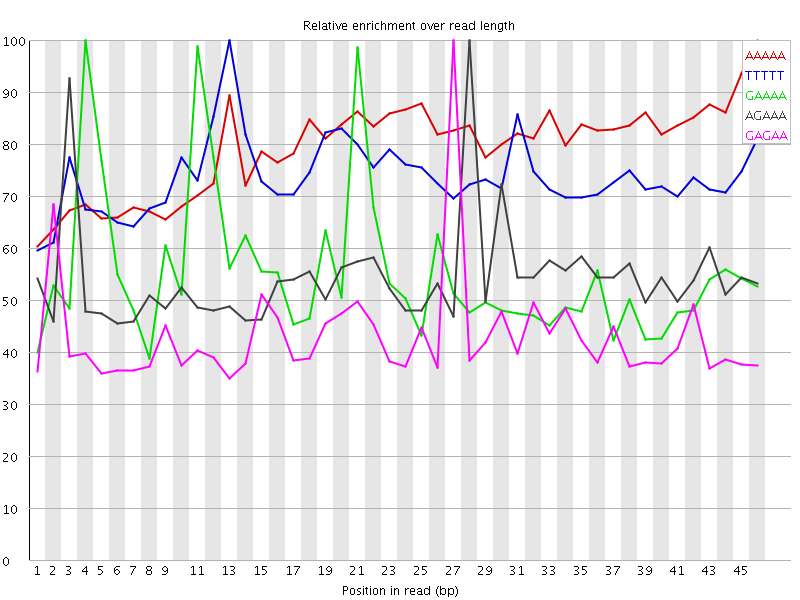 Relative enrichment over read length
100
90
80
70
60
50
40
30
20
10
0
AAAAA
TTTTT
GAAAA
AGAAA
GAGAA
1 2 3 4 5 6 7 8 9 11 13 15 17 19 21 23 25 27 29 31 33 35 37 39 41 43 45
Position in read (bp)